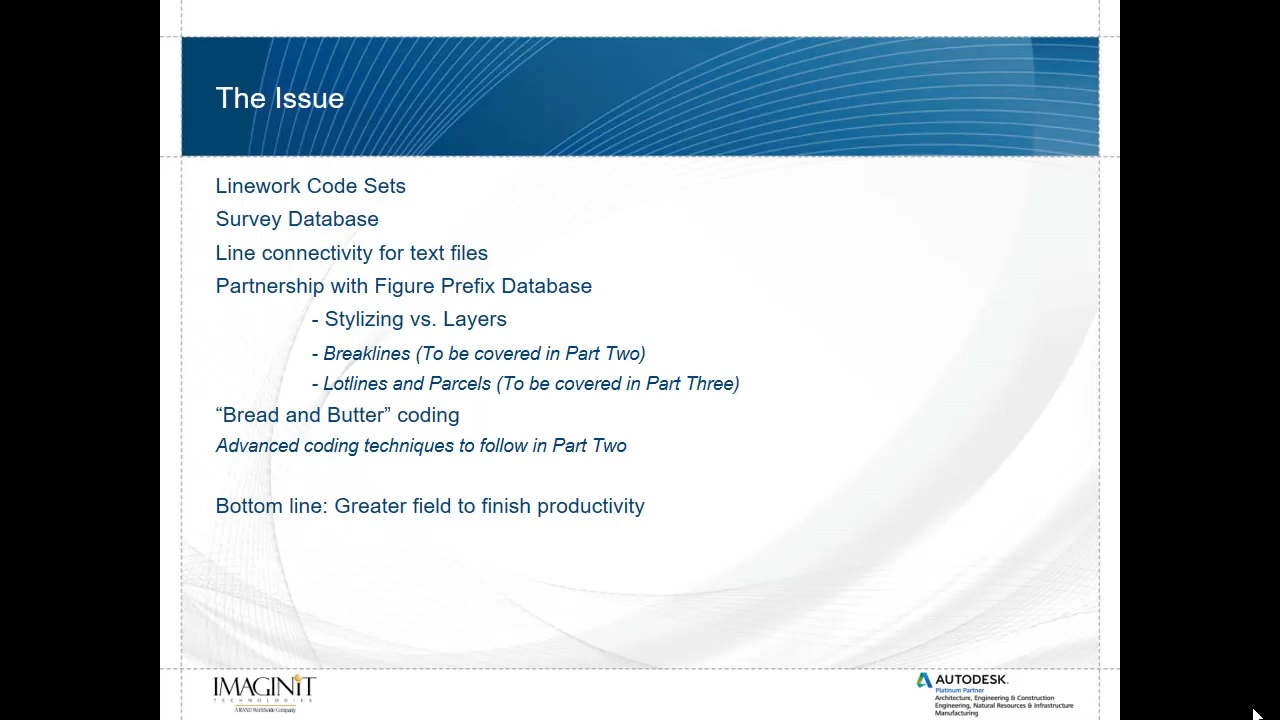 The Issue
Linework Code Sets
Survey Database
Line connectivity for text files
Partnership with Figure Prefix Database
- Stylizing vs. Layers
- Breaklines (To be covered in Part Two)
- Lotlines and Parcels (To be covered in Part Three)
“Bread and Butter” coding
Advanced coding techniques to follow in Part Two
Bottom line: Greater field to finish productivity
IMAGINiT
TECHNOLOGIES
A RAND Worldwide Company
AUTODESK.
Platinum Partner
Architecture, Engineering & Construction
Engineering, Natural Resources & Infrastructure
Manufacturing